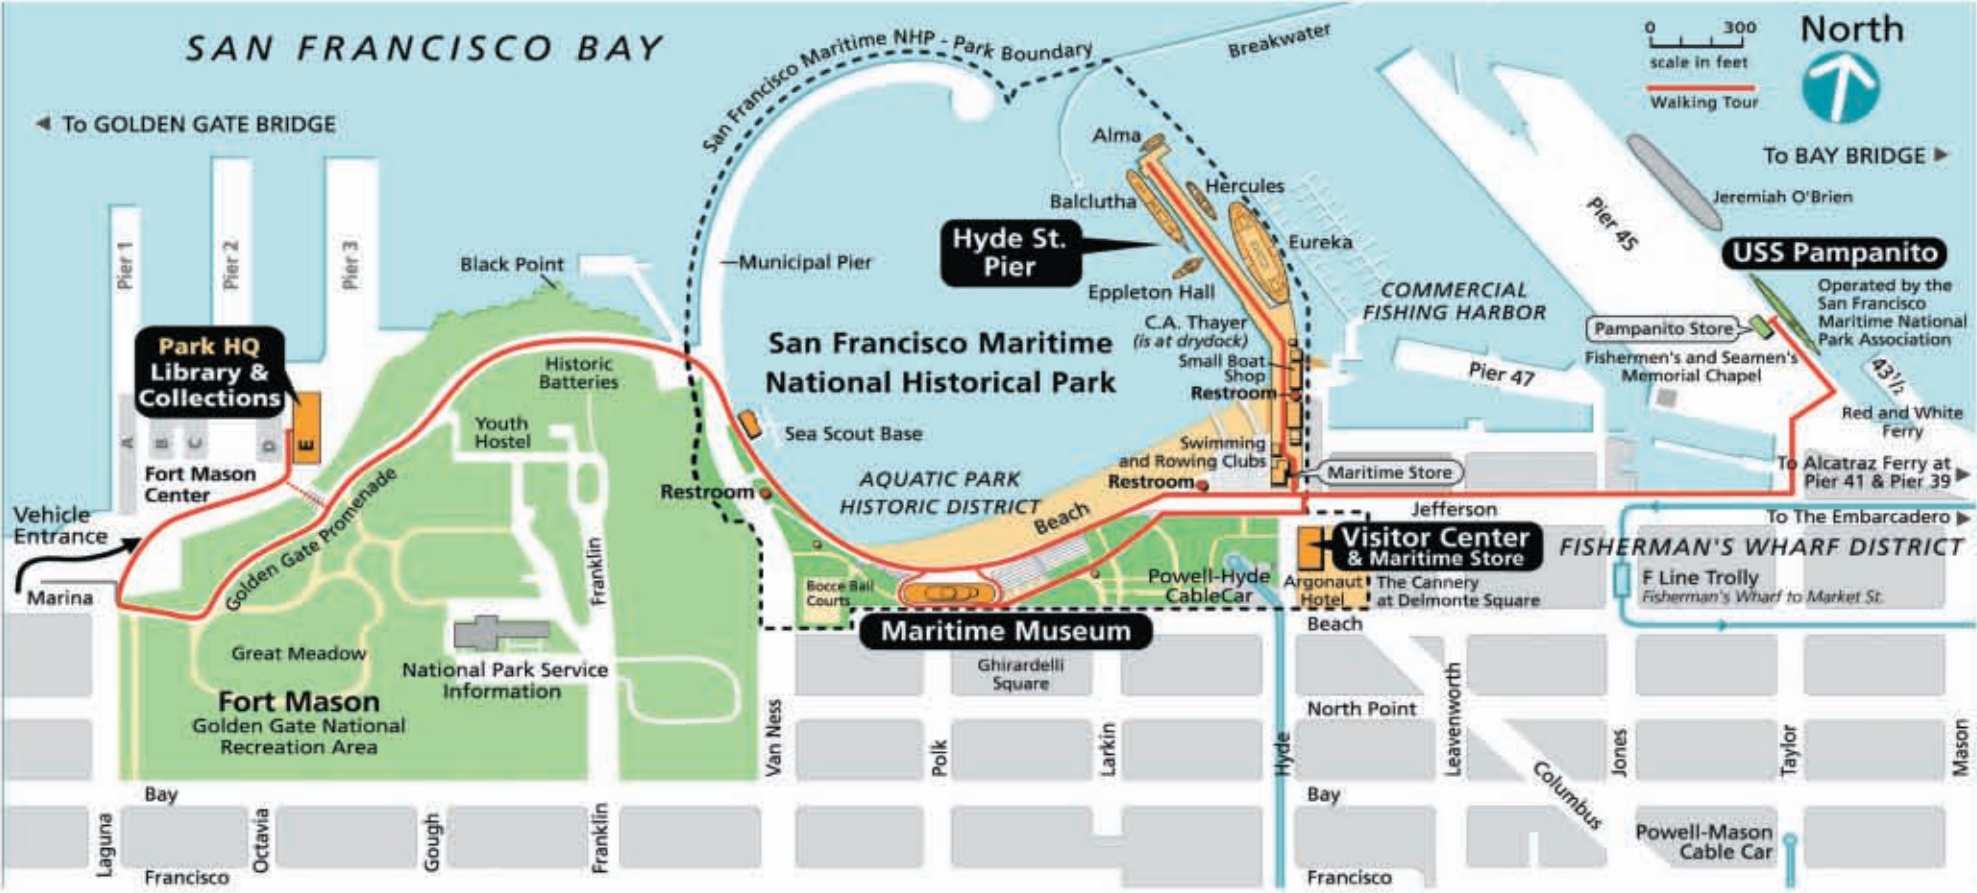 SAN FRANCISCO BAY
San Francisco Maritime NHP - Park Boundary
Breakwater
0 300
scale in feet
Walking Tour
North
To GOLDEN GATE BRIDGE
To BAY BRIDGE
Alma
Hercules
Balclutha
Eureka
Hyde St.
Pier
Eppleton Hall
C.A. Thayer
(is at drydock)
Small Boat
Shop
Restroom
Swimming
and Rowing Clubs
Restroom
Maritime Store
Pier 45
Jeremiah O'Brien
USS Pampanito
Operated by the
San Francisco
Maritime National
Park Association
Pampanito Store
Fishermen's and Seamen's
Memorial Chapel
COMMERCIAL
FISHING HARBOR
Pier 47
43½
Red and White
Ferry
To Alcatraz Ferry at
Pier 41 & Pier 39
To The Embarcadero
Pier 1
Pier 2
Pier 3
Black Point
Municipal Pier
San Francisco Maritime
National Historical Park
Park HQ
Library &
Collections
A
B
C
D
E
Fort Mason
Center
Historic
Batteries
Youth
Hostel
Sea Scout Base
Restroom
AQUATIC PARK
HISTORIC DISTRICT
Beach
Vehicle
Entrance
Marina
Golden Gate Promenade
Franklin
Great Meadow
Fort Mason
Golden Gate National
Recreation Area
National Park Service
Information
Bocce Ball
Courts
Maritime Museum
Ghirardelli
Square
Powell-Hyde
CableCar
Argonaut
Hotel
Visitor Center
& Maritime Store
The Cannery
at Delmonte Square
Jefferson
FISHERMAN'S WHARF DISTRICT
F Line Trolly
Fisherman's Wharf to Market St.
Beach
North Point
Van Ness
Polk
Larkin
Hyde
Leavenworth
Columbus
Jones
Taylor
Mason
Bay
Bay
Laguna
Octavia
Gough
Franklin
Francisco
Francisco
Powell-Mason
Cable Car